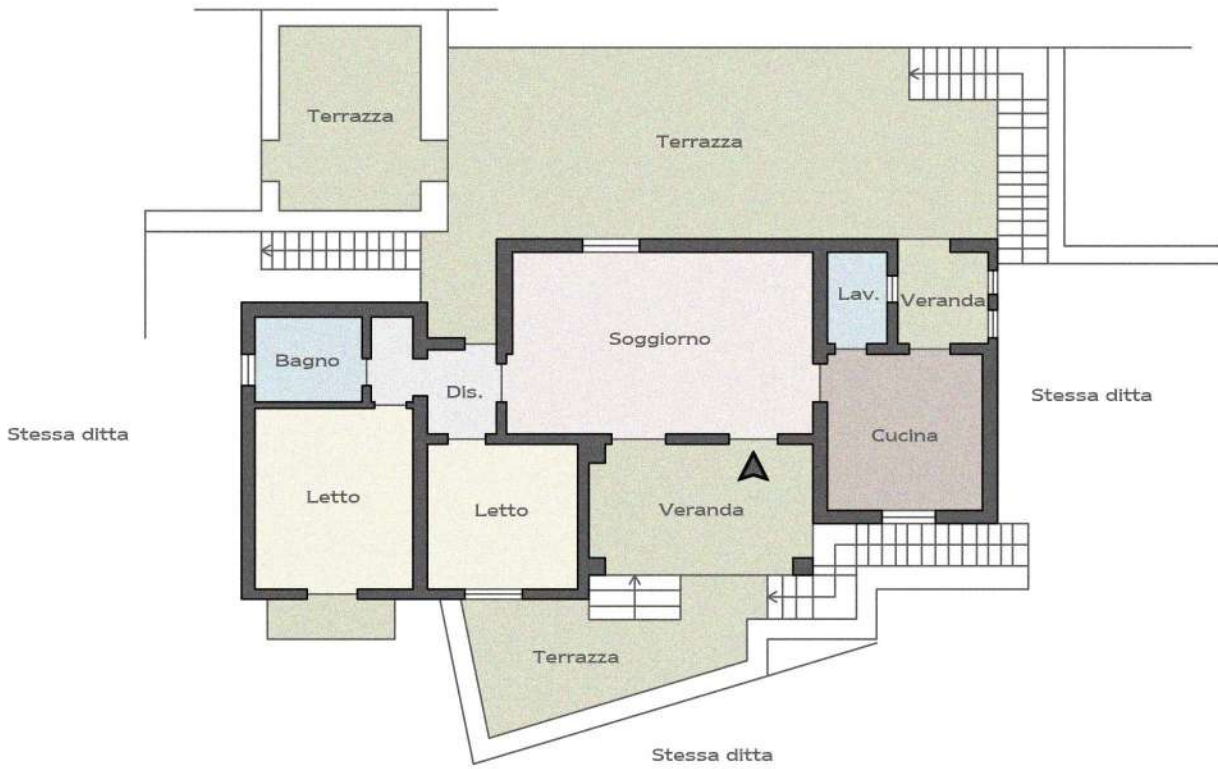 Terrazza
Terrazza
Lav.
Veranda
Soggiorno
Bagno
Dis.
Stessa ditta
Stessa ditta
Cucina
Letto
Letto
Veranda
Terrazza
Stessa ditta